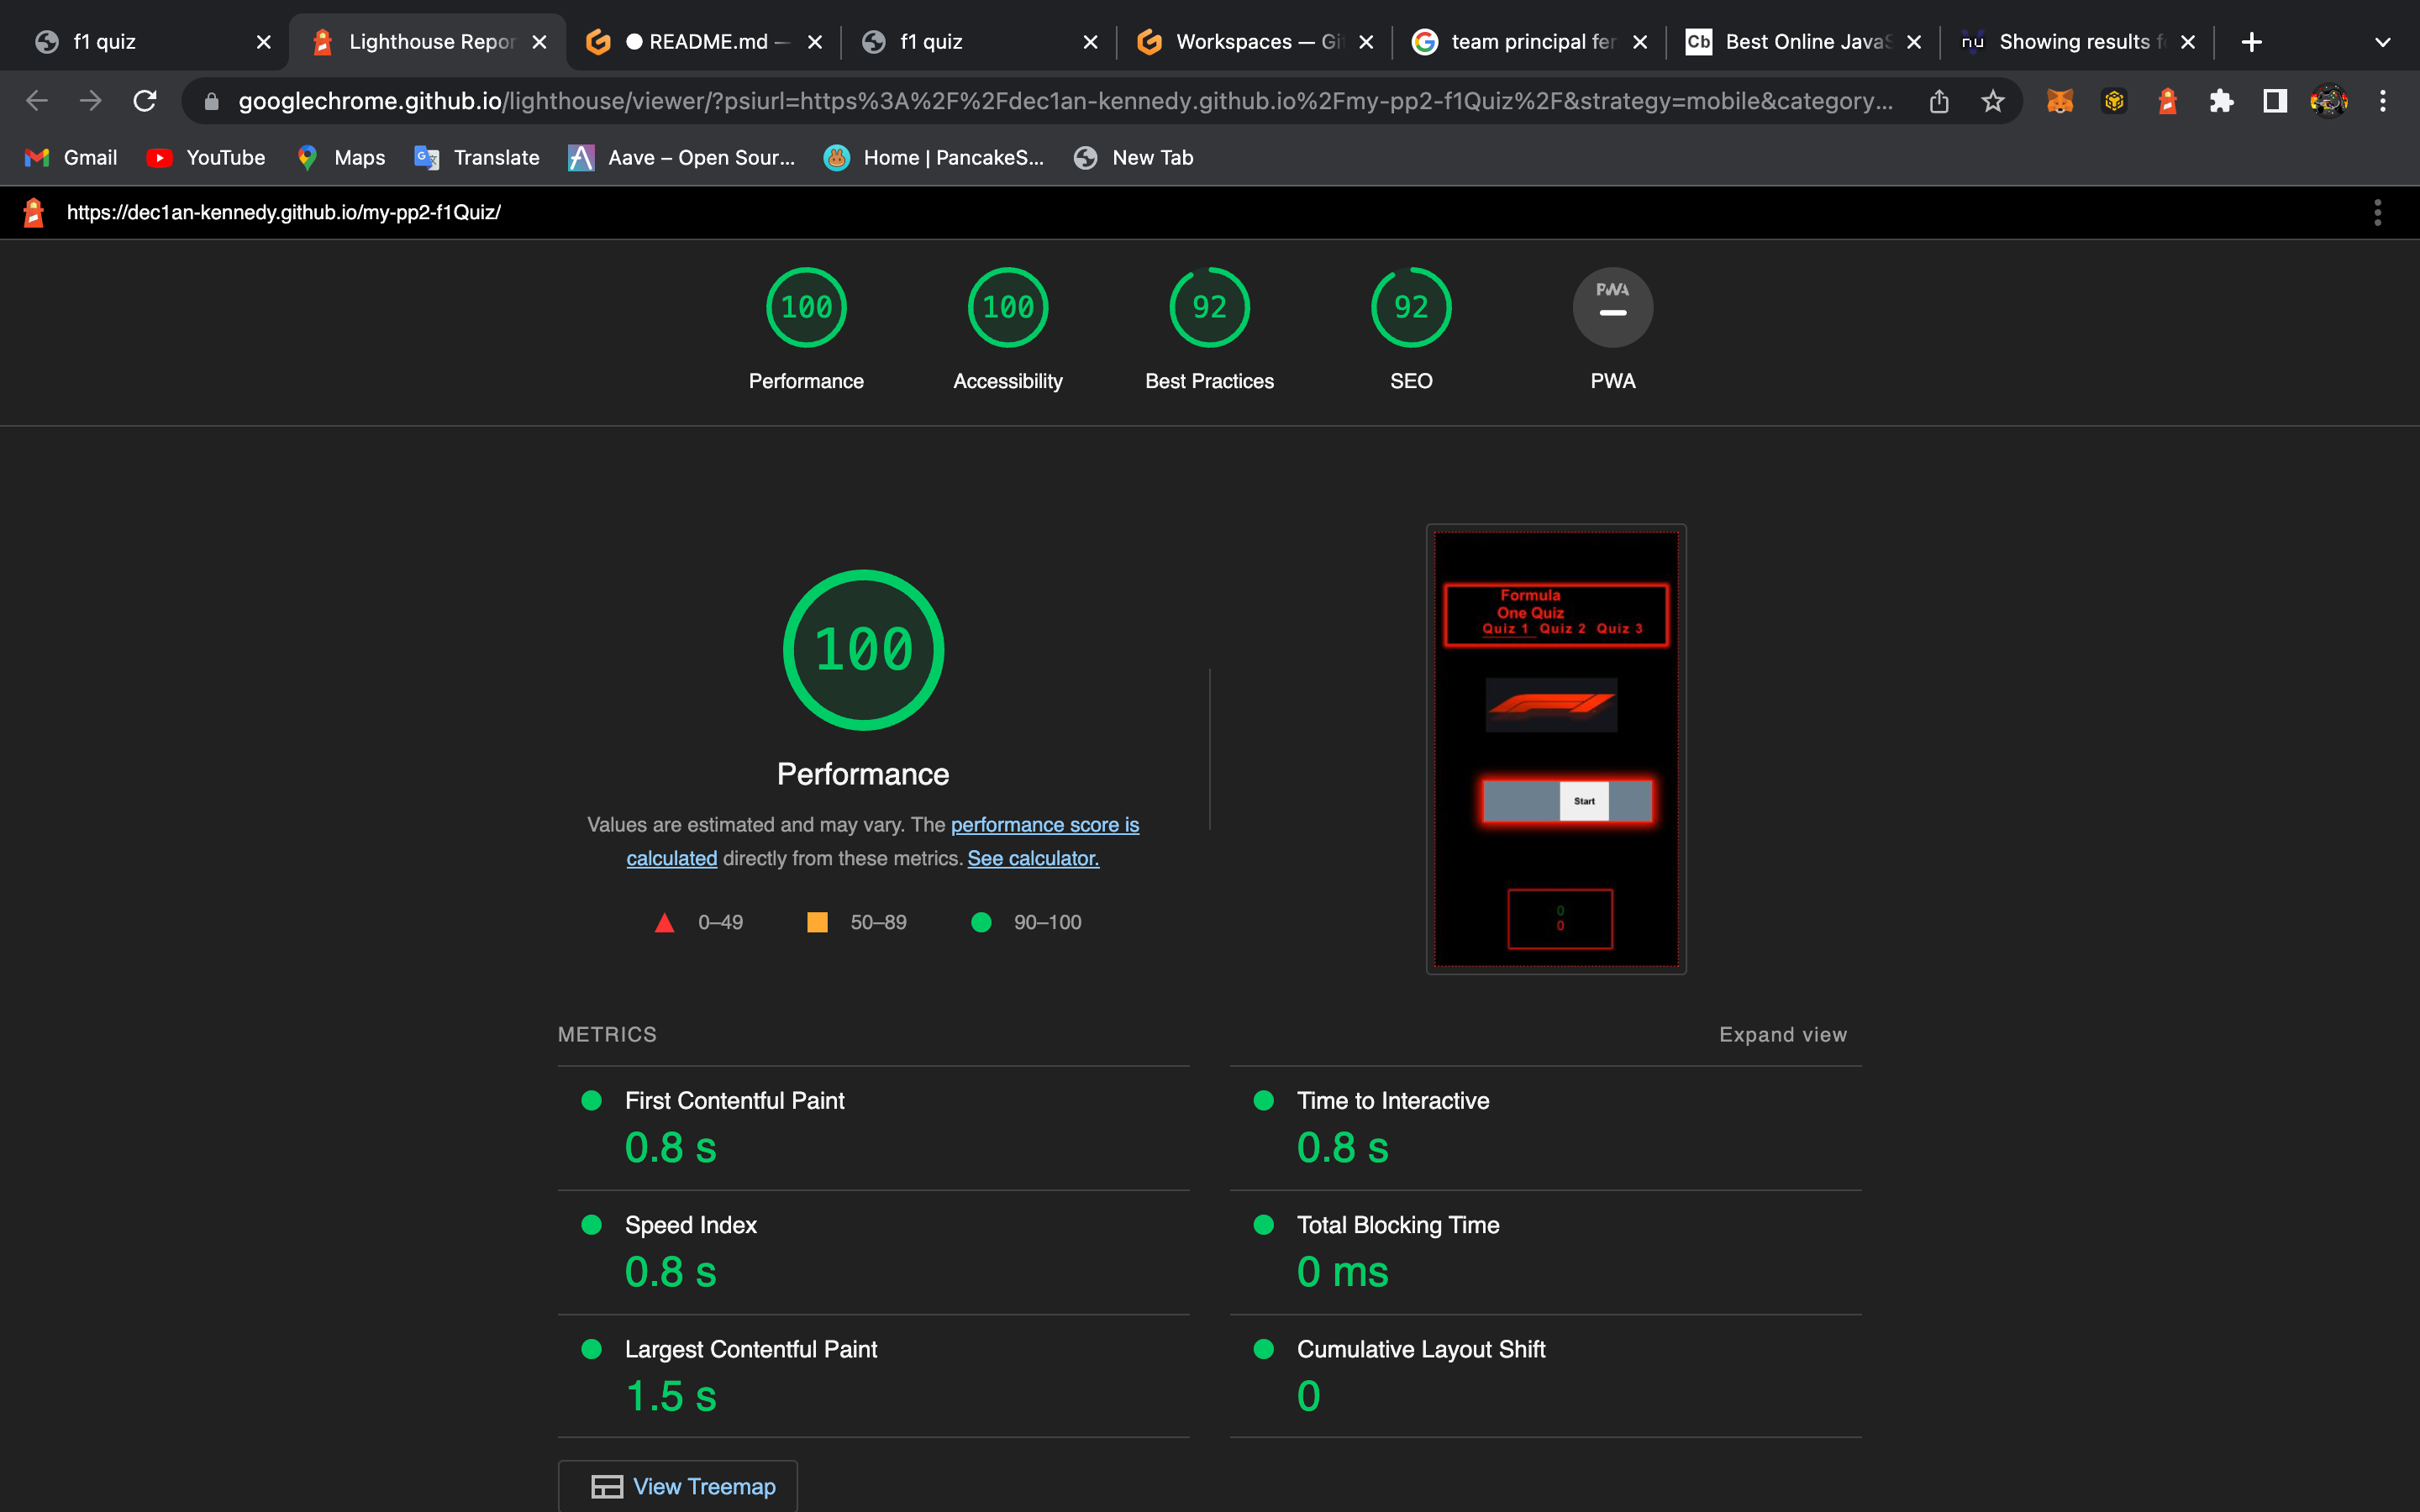 f1 quiz
Lighthouse Repor
README.md —
f1 quiz
Workspaces — Gi
team principal fer
Cb Best Online JavaS
nu Showing results f
googlechrome.github.io/lighthouse/viewer/?psiurl=https%3A%2F%2Fdec1an-kennedy.github.io%2Fmy-pp2-f1Quiz%2F&strategy=mobile&category...
Gmail
YouTube
Maps
Translate
Aave – Open Sour...
Home | PancakeS...
New Tab
https://dec1an-kennedy.github.io/my-pp2-f1Quiz/
100
100
92
92
PWA
Performance
Accessibility
Best Practices
SEO
PWA
100
Performance
Values are estimated and may vary. The performance score is
calculated directly from these metrics. See calculator.
0–49
50–89
90–100
Formula
One Quiz
Quiz 1 Quiz 2 Quiz 3
Start
0
0
METRICS
Expand view
First Contentful Paint
0.8 s
Time to Interactive
0.8 s
Speed Index
0.8 s
Total Blocking Time
0 ms
Largest Contentful Paint
1.5 s
Cumulative Layout Shift
0
View Treemap